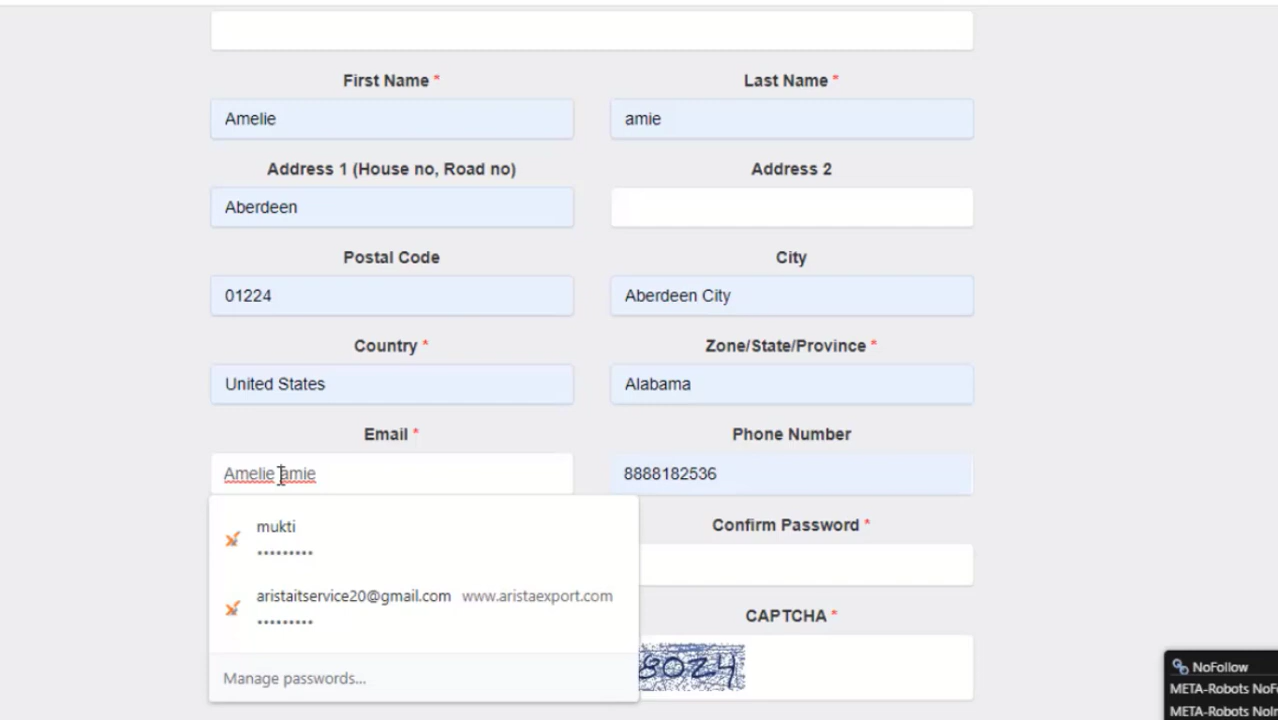 First Name *
Last Name *
Amelie
amie
Address 1 (House no, Road no)
Address 2
Aberdeen
Postal Code
City
01224
Aberdeen City
Country *
Zone/State/Province *
United States
Alabama
Email *
Phone Number
Amelie amie
8888182536
mukti
•••••••••
Confirm Password *
aristaitservice20@gmail.com www.aristaexport.com
•••••••••
CAPTCHA *
8024
Manage passwords...
NoFollow
META-Robots NoF
META-Robots NoIn